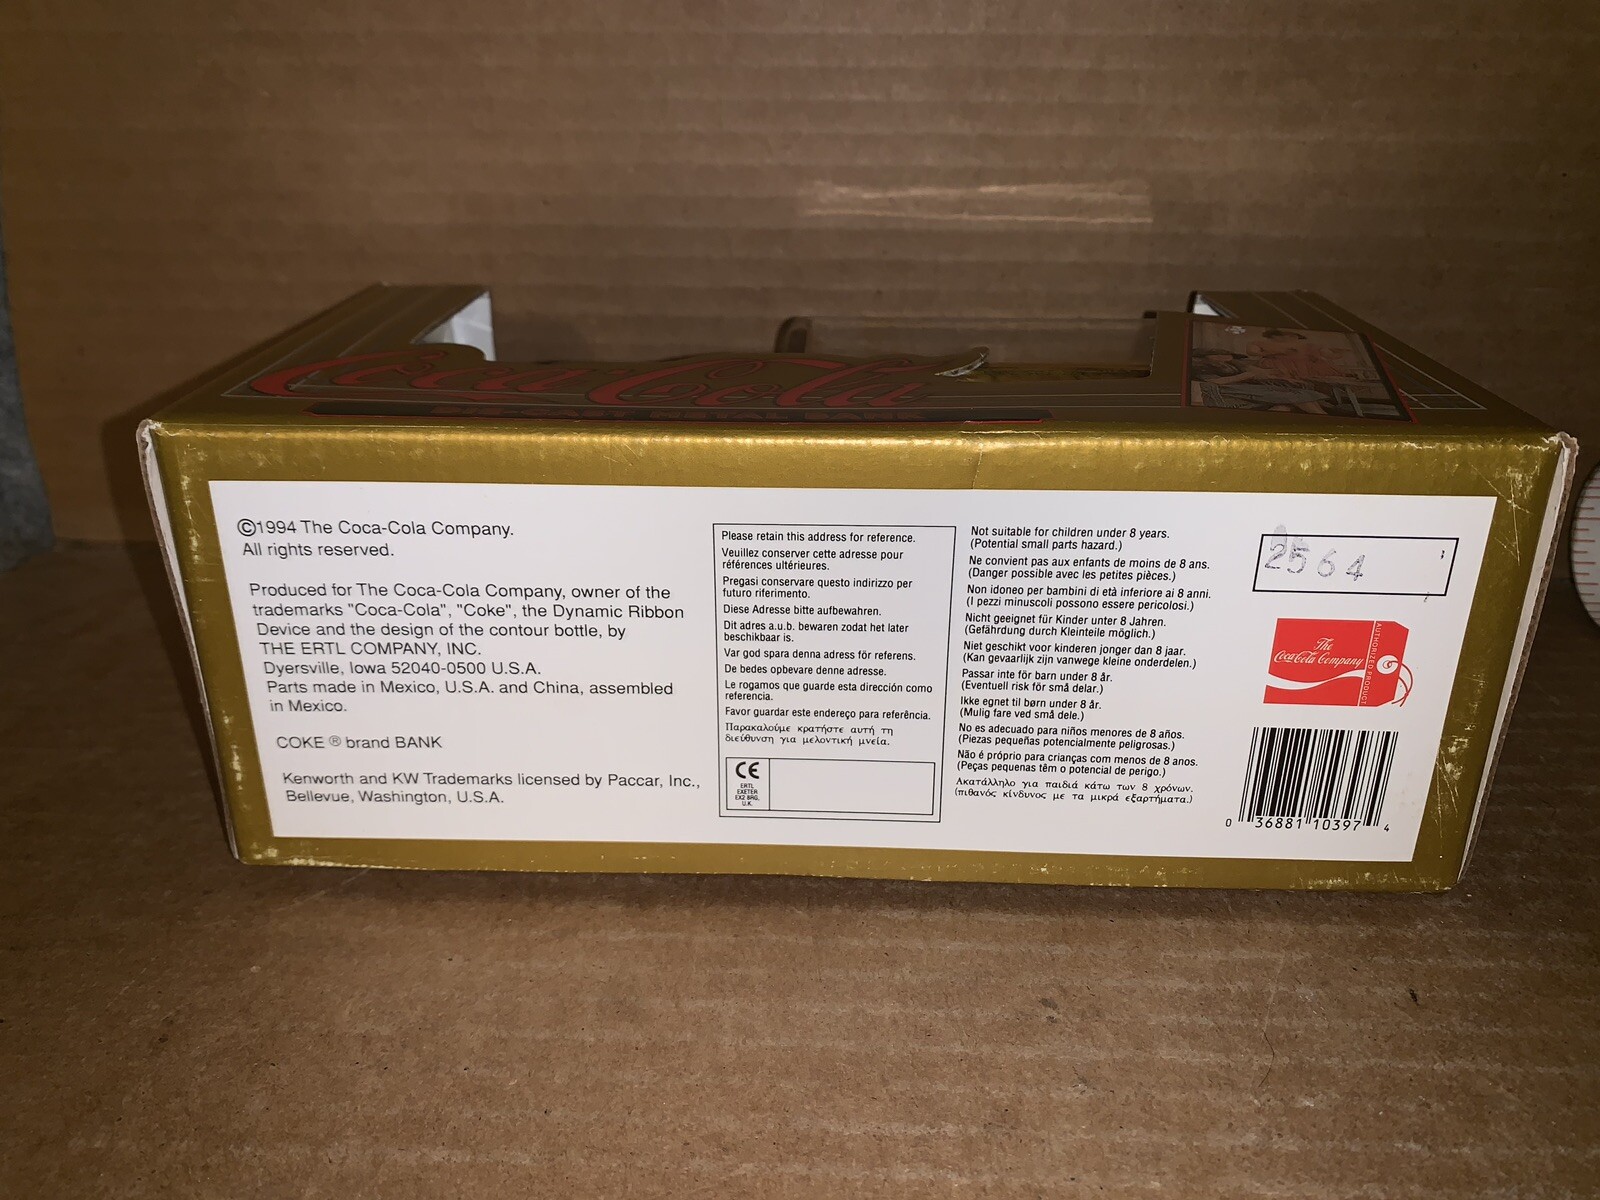 Coca-Cola
DIE-CAST METAL BANK
©1994 The Coca-Cola Company.
All rights reserved.
Produced for The Coca-Cola Company, owner of the
trademarks "Coca-Cola", "Coke", the Dynamic Ribbon
Device and the design of the contour bottle, by
THE ERTL COMPANY, INC.
Dyersville, Iowa 52040-0500 U.S.A.
Parts made in Mexico, U.S.A. and China, assembled
in Mexico.
COKE ® brand BANK
Kenworth and KW Trademarks licensed by Paccar, Inc.,
Bellevue, Washington, U.S.A.
Please retain this address for reference.
Veuillez conserver cette adresse pour
références ultérieures.
Pregasi conservare questo indirizzo per
futuro riferimento.
Diese Adresse bitte aufbewahren.
Dit adres a.u.b. bewaren zodat het later
beschikbaar is.
Var god spara denna adress för referens.
De bedes opbevare denne adresse.
Le rogamos que guarde esta dirección como
referencia.
Favor guardar este endereço para referência.
Παρακαλούμε κρατήστε αυτή τη
διεύθυνση για μελοντική μνεία.
CE
ERTL
EXETER
EX2 8RG.
U.K.
Not suitable for children under 8 years.
(Potential small parts hazard.)
Ne convient pas aux enfants de moins de 8 ans.
(Danger possible avec les petites pièces.)
Non idoneo per bambini di età inferiore ai 8 anni.
(I pezzi minuscoli possono essere pericolosi.)
Nicht geeignet für Kinder unter 8 Jahren.
(Gefährdung durch Kleinteile möglich.)
Niet geschikt voor kinderen jonger dan 8 jaar.
(Kan gevaarlijk zijn vanwege kleine onderdelen.)
Passar inte för barn under 8 år.
(Eventuell risk för små delar.)
Ikke egnet til børn under 8 år.
(Mulig fare ved små dele.)
No es adecuado para niños menores de 8 años.
(Piezas pequeñas potencialmente peligrosas.)
Não é próprio para crianças com menos de 8 anos.
(Peças pequenas têm o potencial de perigo.)
Ακατάλληλο για παιδιά κάτω των 8 χρόνων.
(πιθανός κίνδυνος με τα μικρά εξαρτήματα.)
2564
The
Coca-Cola Company
AUTHORIZED PRODUCT
0 36881 10397 4